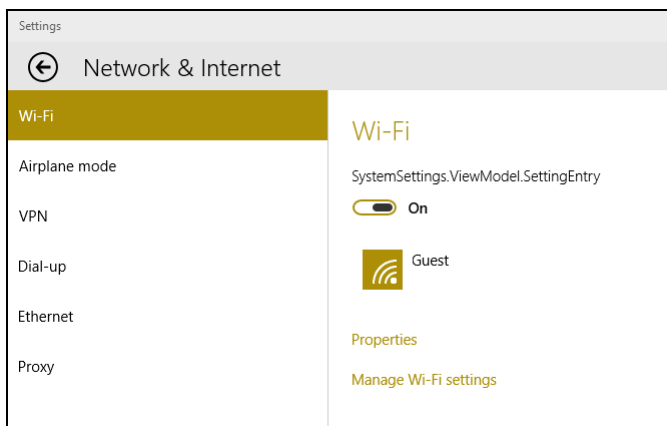 Settings
Network & Internet
Wi-Fi
Airplane mode
VPN
Dial-up
Ethernet
Proxy
Wi-Fi
SystemSettings.ViewModel.SettingEntry
On
Guest
Properties
Manage Wi-Fi settings